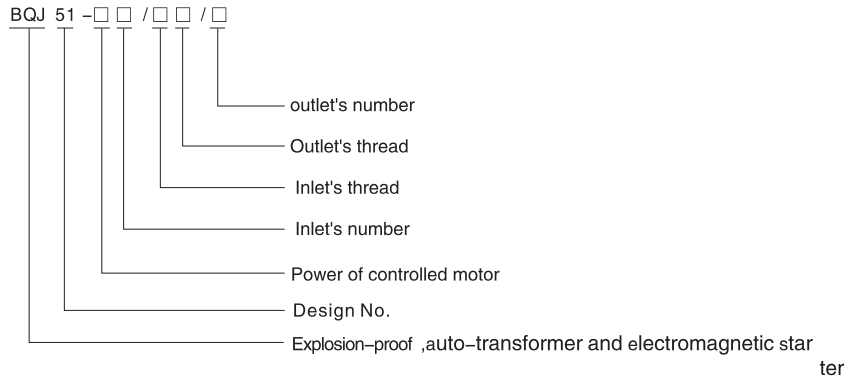 BQJ 51 –□ □ /□ □ /□
outlet's number
Outlet's thread
Inlet's thread
Inlet's number
Power of controlled motor
Design No.
Explosion–proof ,auto–transformer and electromagnetic star
ter